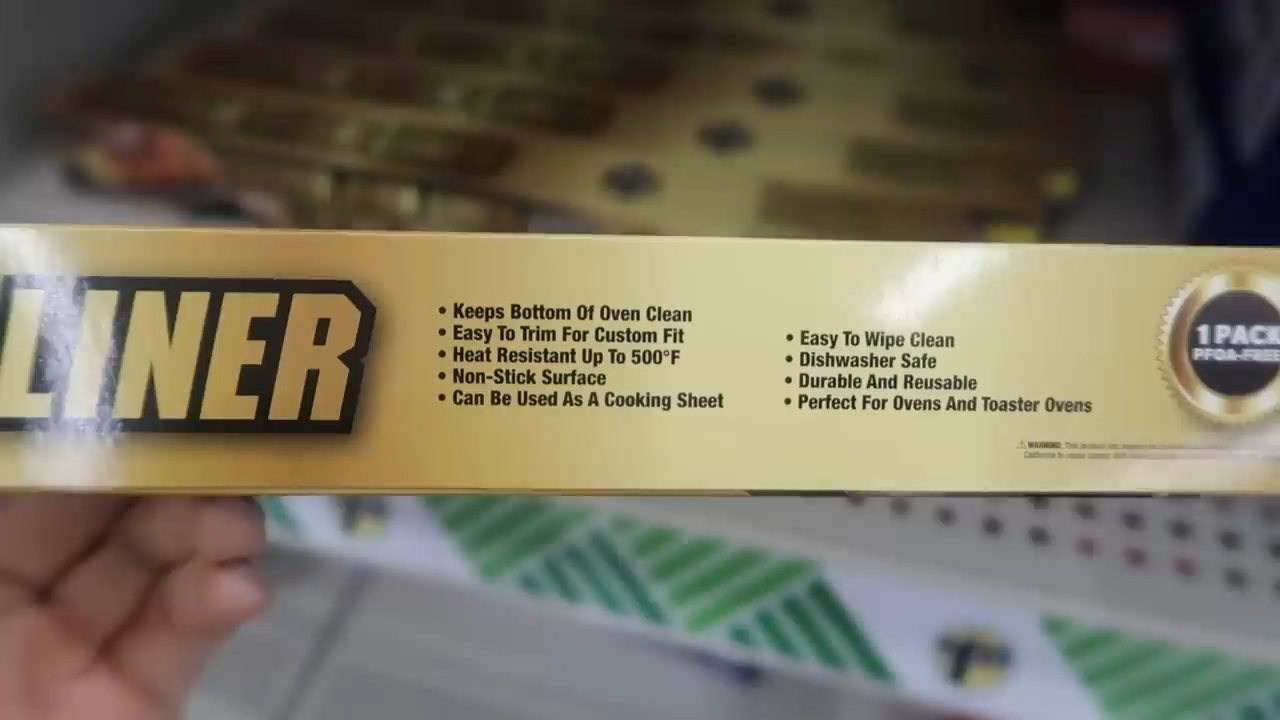 LINER
• Keeps Bottom Of Oven Clean
• Easy To Trim For Custom Fit
• Heat Resistant Up To 500°F
• Non-Stick Surface
• Can Be Used As A Cooking Sheet
• Easy To Wipe Clean
• Dishwasher Safe
• Durable And Reusable
• Perfect For Ovens And Toaster Ovens
1 PACK
PFOA-FREE
WARNING: This product